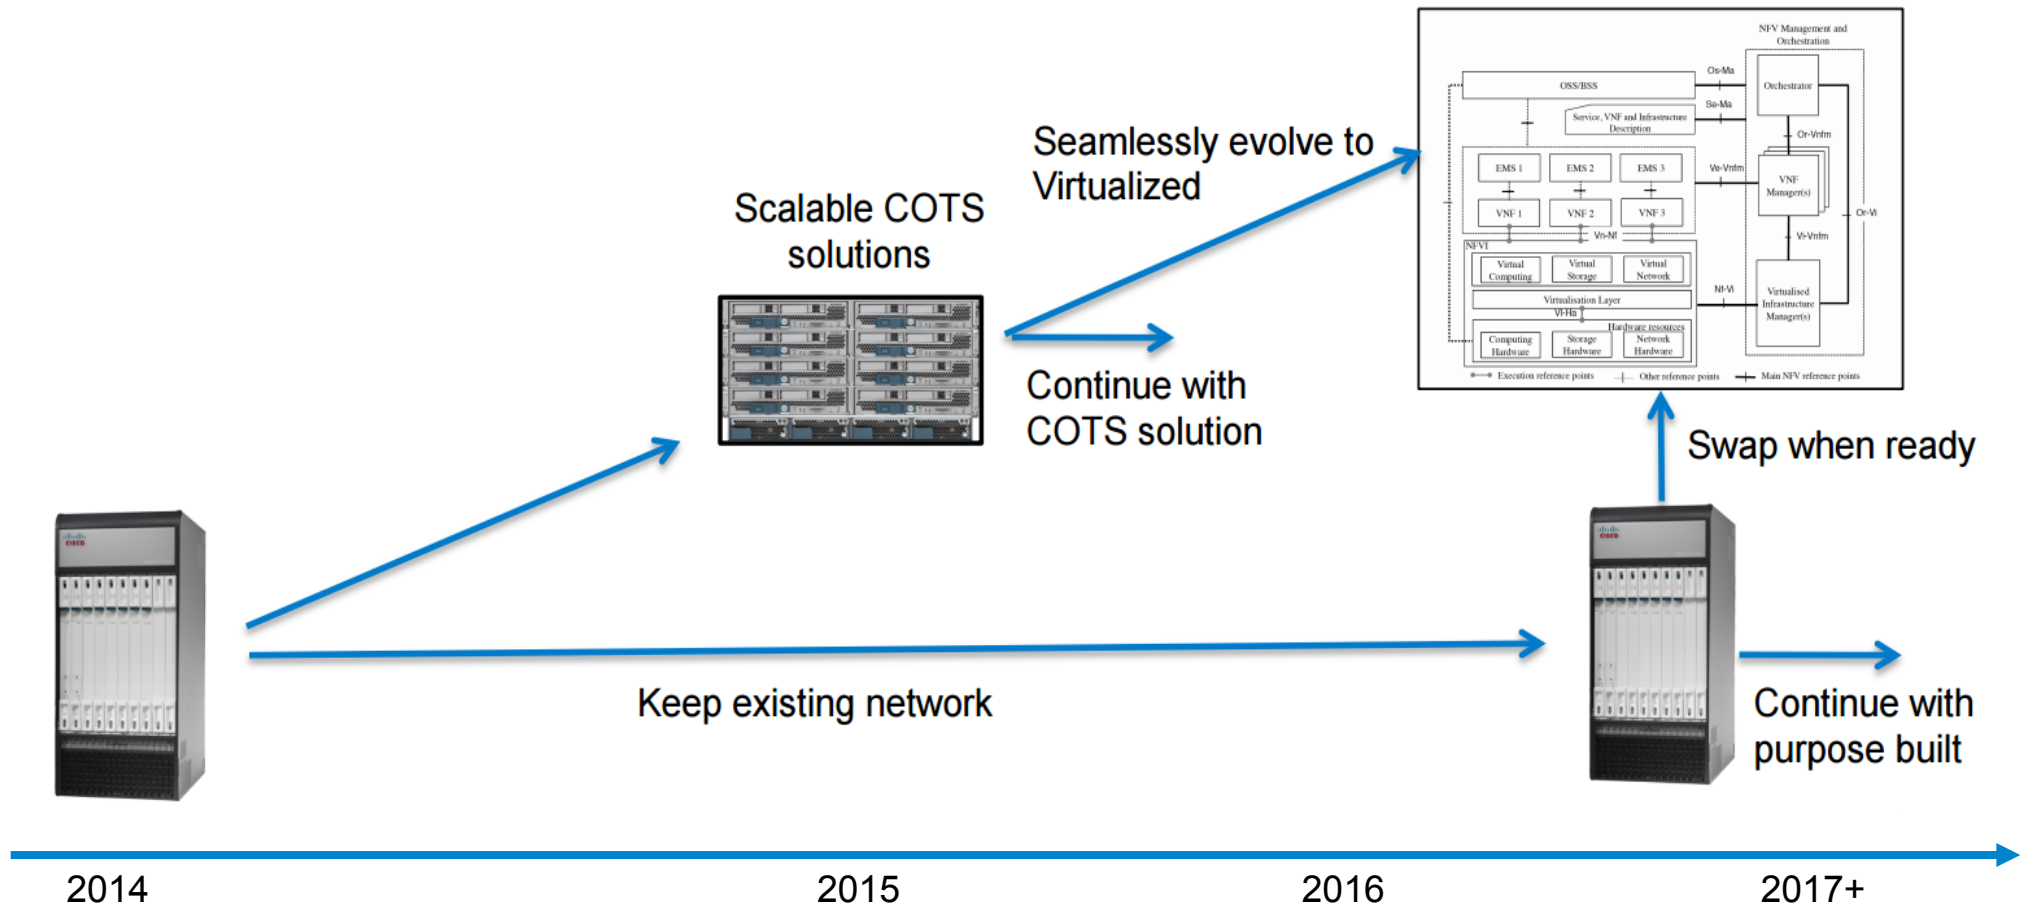 NFV Management and
Orchestration
Os-Ma
OSS/BSS
Orchestrator
Se-Ma
Service, VNF and Infrastructure
Description
Or-Vnfm
Seamlessly evolve to
Virtualized
EMS 1
EMS 2
EMS 3
Ve-Vnfm
VNF
Manager(s)
VNF 1
VNF 2
VNF 3
Or-Vi
Vn-Nf
Vi-Vnfm
NFVI
Virtual
Computing
Virtual
Storage
Virtual
Network
Nf-Vi
Virtualised
Infrastructure
Manager(s)
Virtualisation Layer
Vl-Ha
Hardware resources
Computing
Hardware
Storage
Hardware
Network
Hardware
Execution reference points
Other reference points
Main NFV reference points
Scalable COTS
solutions
Continue with
COTS solution
Swap when ready
CISCO
CISCO
Keep existing network
Continue with
purpose built
2014
2015
2016
2017+